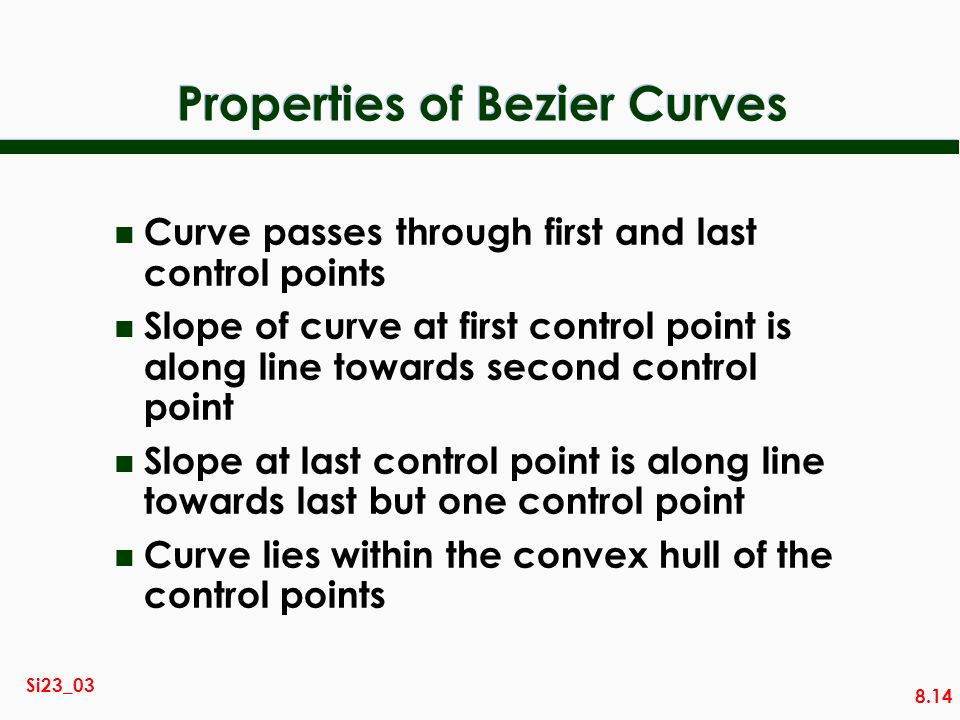 Properties of Bezier Curves
Curve passes through first and last
control points
Slope of curve at first control point is
along line towards second control
point
Slope at last control point is along line
towards last but one control point
Curve lies within the convex hull of the
control points
Si23_03
8.14